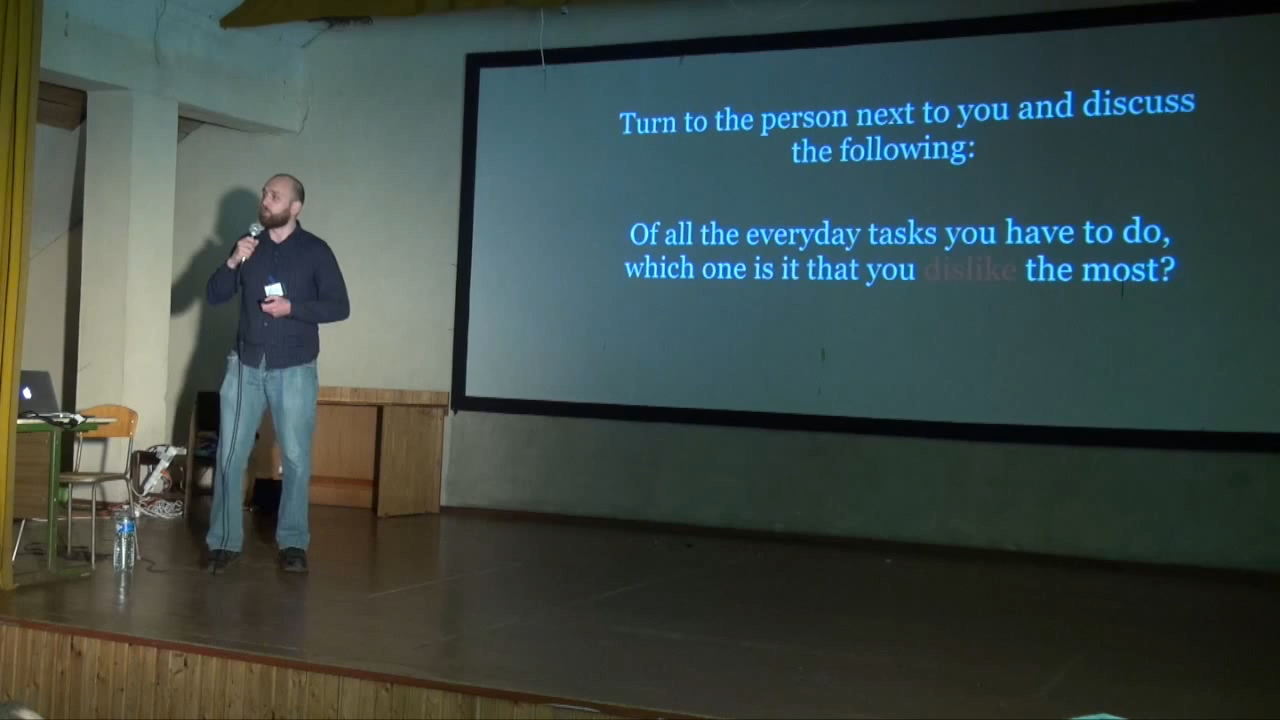 Turn to the person next to you and discuss
the following:
Of all the everyday tasks you have to do,
which one is it that you dislike the most?